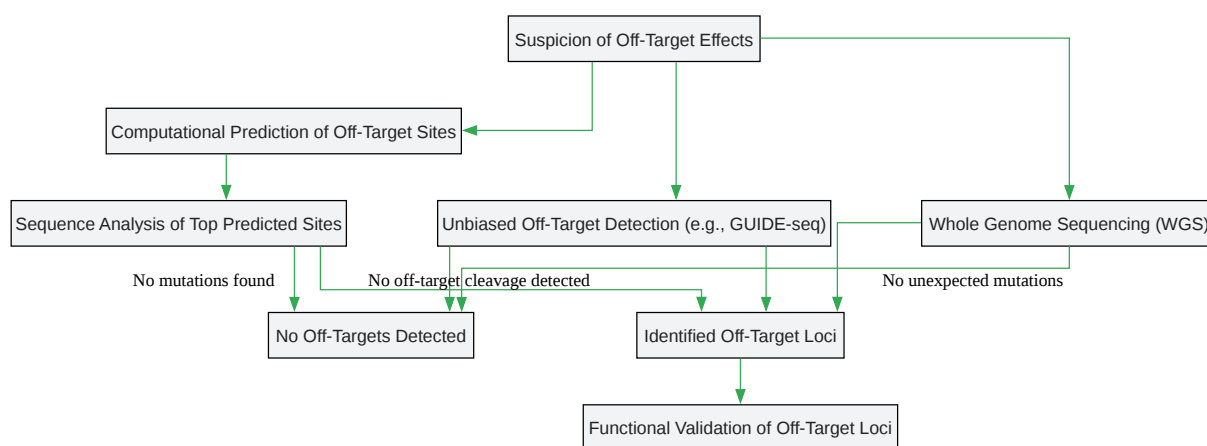 Suspicion of Off-Target Effects
Computational Prediction of Off-Target Sites
Sequence Analysis of Top Predicted Sites
Unbiased Off-Target Detection (e.g., GUIDE-seq)
Whole Genome Sequencing (WGS)
No mutations found
No off-target cleavage detected
No unexpected mutations
No Off-Targets Detected
Identified Off-Target Loci
Functional Validation of Off-Target Loci